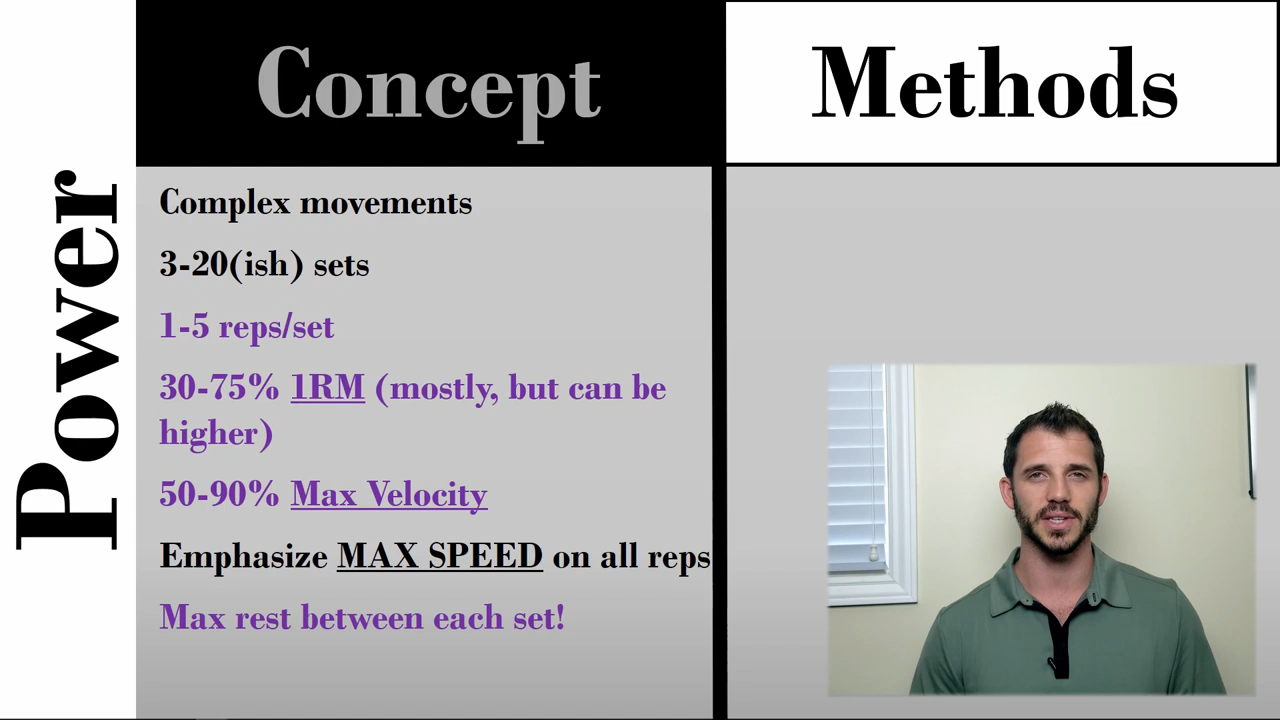 Power
Concept
Methods
Complex movements
3-20(ish) sets
1-5 reps/set
30-75% 1RM (mostly, but can be
higher)
50-90% Max Velocity
Emphasize MAX SPEED on all reps
Max rest between each set!